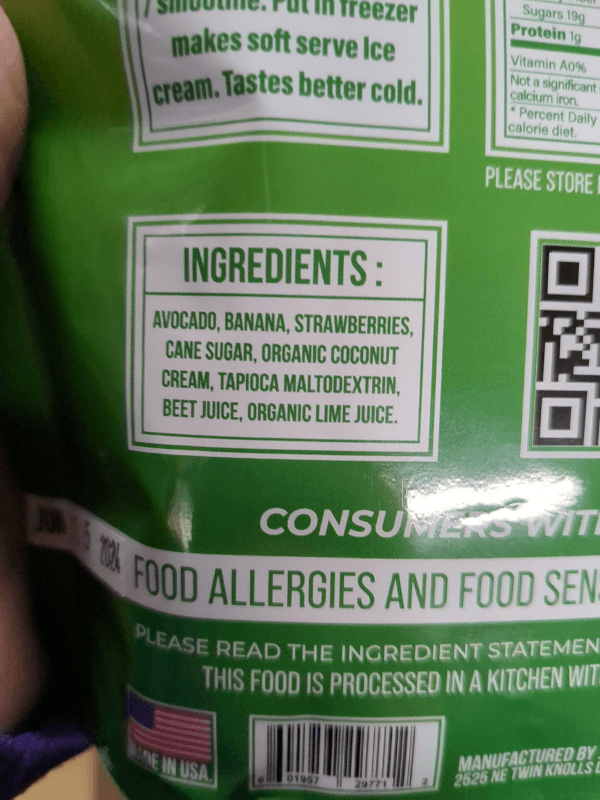 makes soft serve Ice
cream. Tastes better cold.
Sugars 19g
Protein 1g
Vitamin A0%
Not a significant
calcium iron.
* Percent Daily
calorie diet.
PLEASE STORE
INGREDIENTS :
AVOCADO, BANANA, STRAWBERRIES,
CANE SUGAR, ORGANIC COCONUT
CREAM, TAPIOCA MALTODEXTRIN,
BEET JUICE, ORGANIC LIME JUICE.
CONSUMERS WITH
2024
FOOD ALLERGIES AND FOOD SEN
PLEASE READ THE INGREDIENT STATEMEN
THIS FOOD IS PROCESSED IN A KITCHEN WIT
MADE IN USA.
6 01957 29771 2
MANUFACTURED BY
2525 NE TWIN KNOLLS